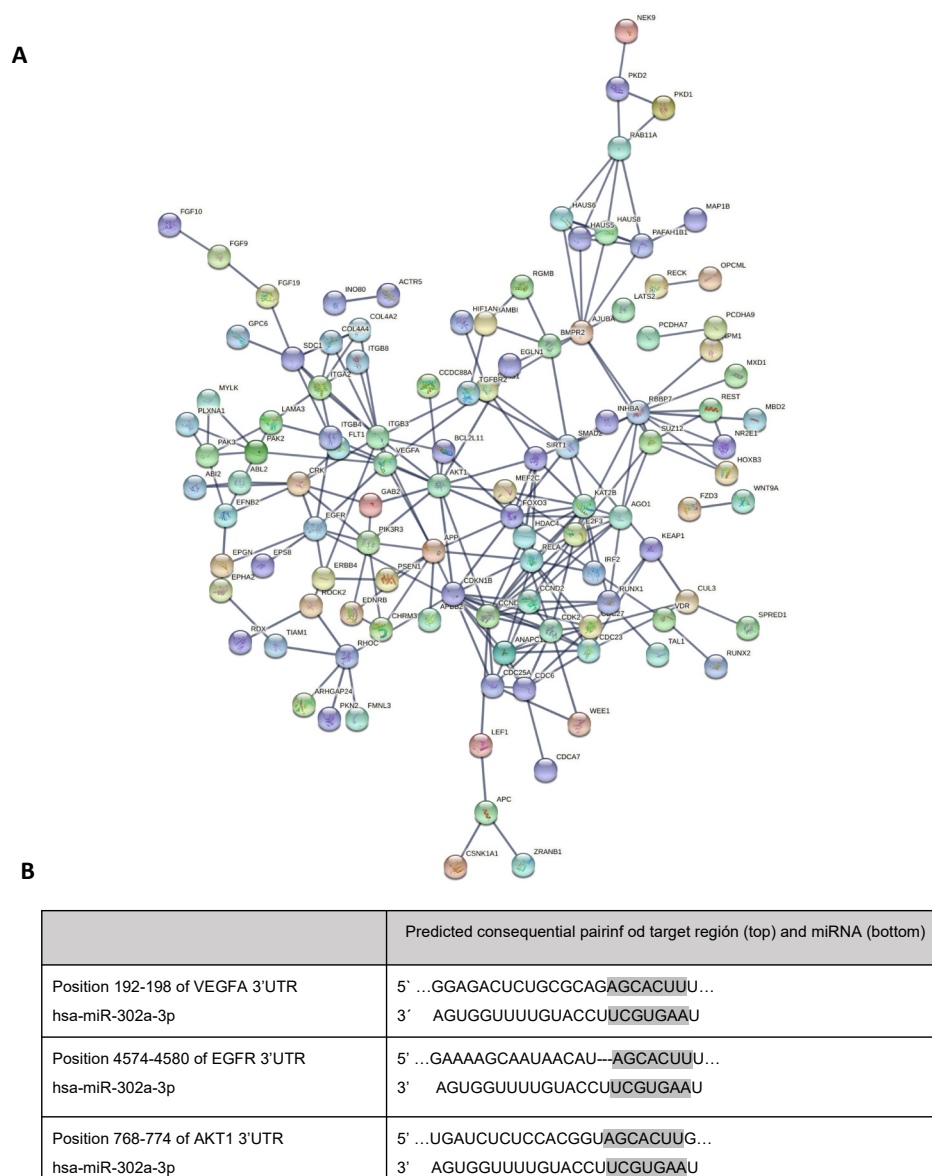 A
NEK9
PKD2
PKD1
RAB11A
HAUS6
HAUS8
HAUS5
MAP1B
PAFAH1B1
FGF10
FGF9
FGF19
INO80
ACTR5
RECK
OPCML
LATS2
RGMB
HIF1AN
AMBI
COL4A2
COL4A4
GPC6
SDC1
ITGB8
BMPR2
AJUBA
PCDHA9
PCDHA7
PM1
EGLN1
CCDC88A
TGFBR2
ITGA2
MXD1
MYLK
LAMA3
PLXNA1
ITGB4
ITGB3
FLT1
INHBA
RBBP7
REST
MBD2
SUZ12
NR2E1
PAK3
PAK2
VEGFA
BCL2L11
SIRT1
SMAD2
HOXB3
ABI2
ABL2
CRK
AKT1
MEF2C
KAT2B
WNT9A
FZD3
EFNB2
GAB2
FOXO3
AGO1
EGFR
HDAC4
E2F3
KEAP1
PIK3R3
APP
RELA
IRF2
EPGN
EPS8
ERBB4
PSEN1
CDKN1B
CCND2
RUNX1
CUL3
EPHA2
ROCK2
EDNRB
CHRM3
APBB2
CCND
CDK2
CDC27
VDR
SPRED1
RDX
TIAM1
RHOC
ANAPC1
CDC23
TAL1
RUNX2
CDC25A
CDC6
ARHGAP24
PKN2
FMNL3
WEE1
LEF1
CDCA7
APC
CSNK1A1
ZRANB1
B
Predicted consequential pairinf od target región (top) and miRNA (bottom)
Position 192-198 of VEGFA 3'UTR 5` …GGAGACUCUGCGCAGAGCACUUU…
hsa-miR-302a-3p 3´ AGUGGUUUUGUACCUUCGUGAAU
Position 4574-4580 of EGFR 3'UTR 5' …GAAAAGCAAUAACAU---AGCACUUU…
hsa-miR-302a-3p 3' AGUGGUUUUGUACCUUCGUGAAU
Position 768-774 of AKT1 3'UTR 5' …UGAUCUCUCCACGGUAGCACUUG…
hsa-miR-302a-3p 3' AGUGGUUUUGUACCUUCGUGAAU